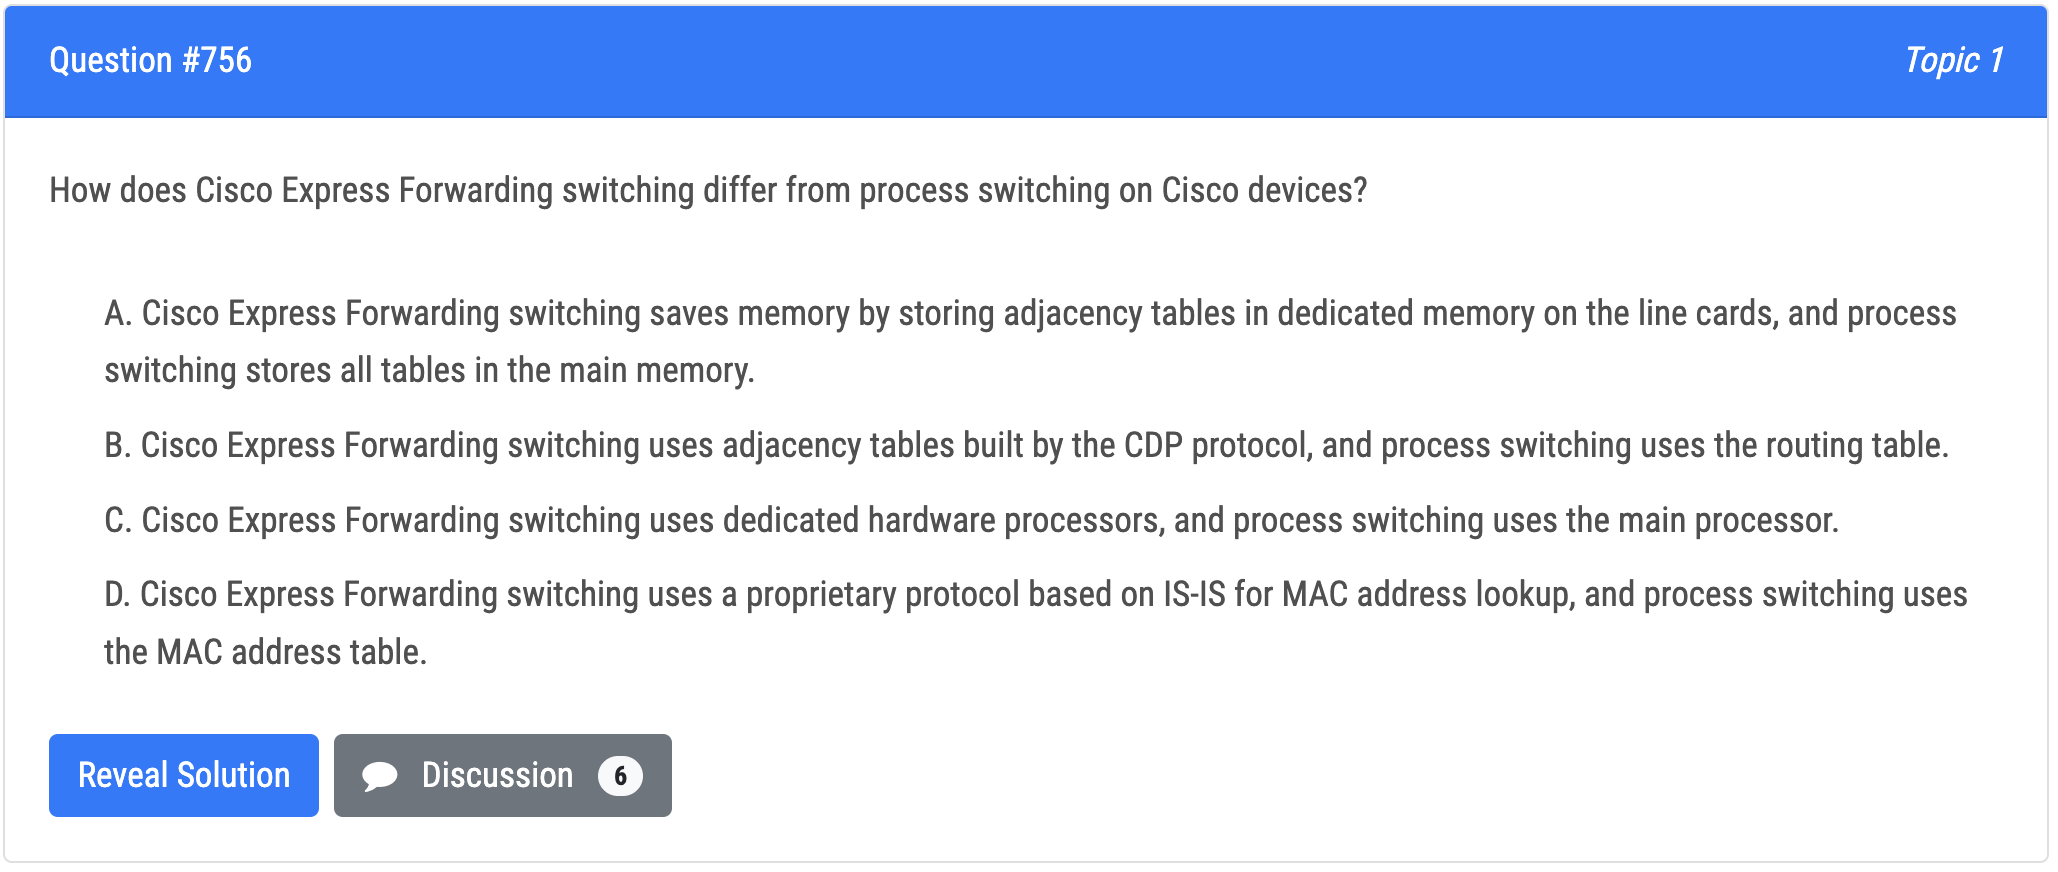 Question #756
Topic 1
How does Cisco Express Forwarding switching differ from process switching on Cisco devices?
A. Cisco Express Forwarding switching saves memory by storing adjacency tables in dedicated memory on the line cards, and process
switching stores all tables in the main memory.
B. Cisco Express Forwarding switching uses adjacency tables built by the CDP protocol, and process switching uses the routing table.
C. Cisco Express Forwarding switching uses dedicated hardware processors, and process switching uses the main processor.
D. Cisco Express Forwarding switching uses a proprietary protocol based on IS-IS for MAC address lookup, and process switching uses
the MAC address table.
Reveal Solution
Discussion 6